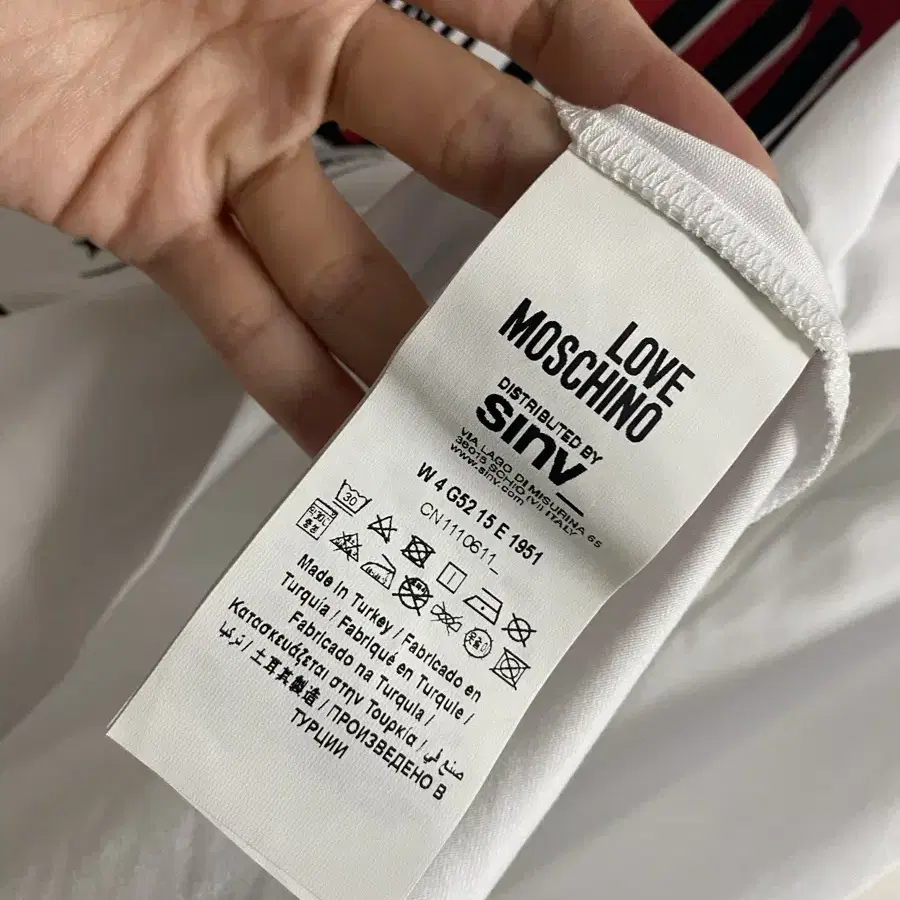 LOVE
MOSCHINO
DISTRIBUTED BY
sinv_
VIA LAGO DI MISURINA 65
36015 SCHIO (VI) ITALY
www.sinv.com
W 4 G52 15 E 1951
CN1110611_
30
Made in Turkey / Fabricado en
Turquía / Fabriqué en Turquie /
Fabricado na Turquia /
Κατασκευάζεται στην Τουρκία / صنع في
تركيا / 土耳其製造 / ПРОИЗВЕДЕНО В
ТУРЦИИ